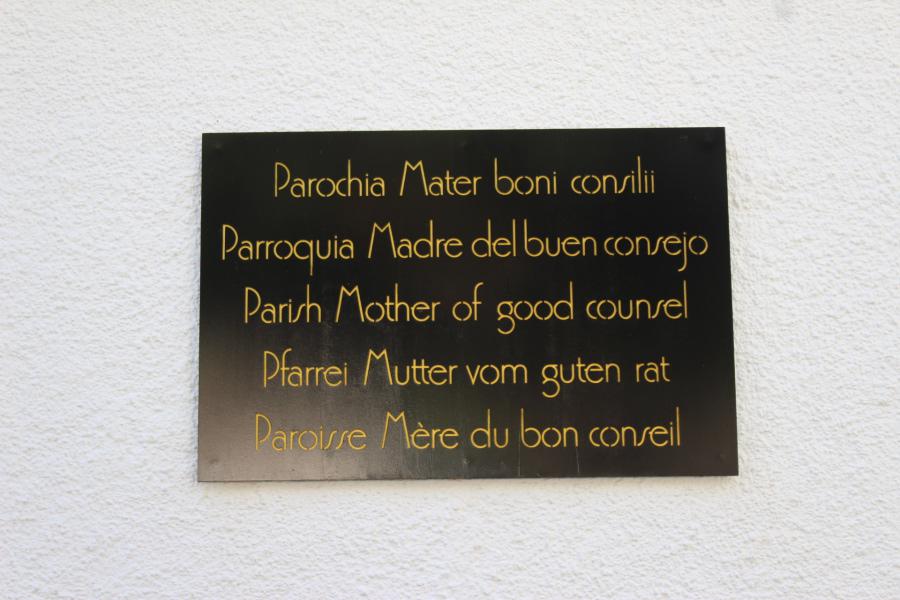 Parochia Mater boni consilii
Parroquia Madre del buen consejo
Parish Mother of good counsel
Pfarrei Mutter vom guten rat
Paroisse Mère du bon conseil